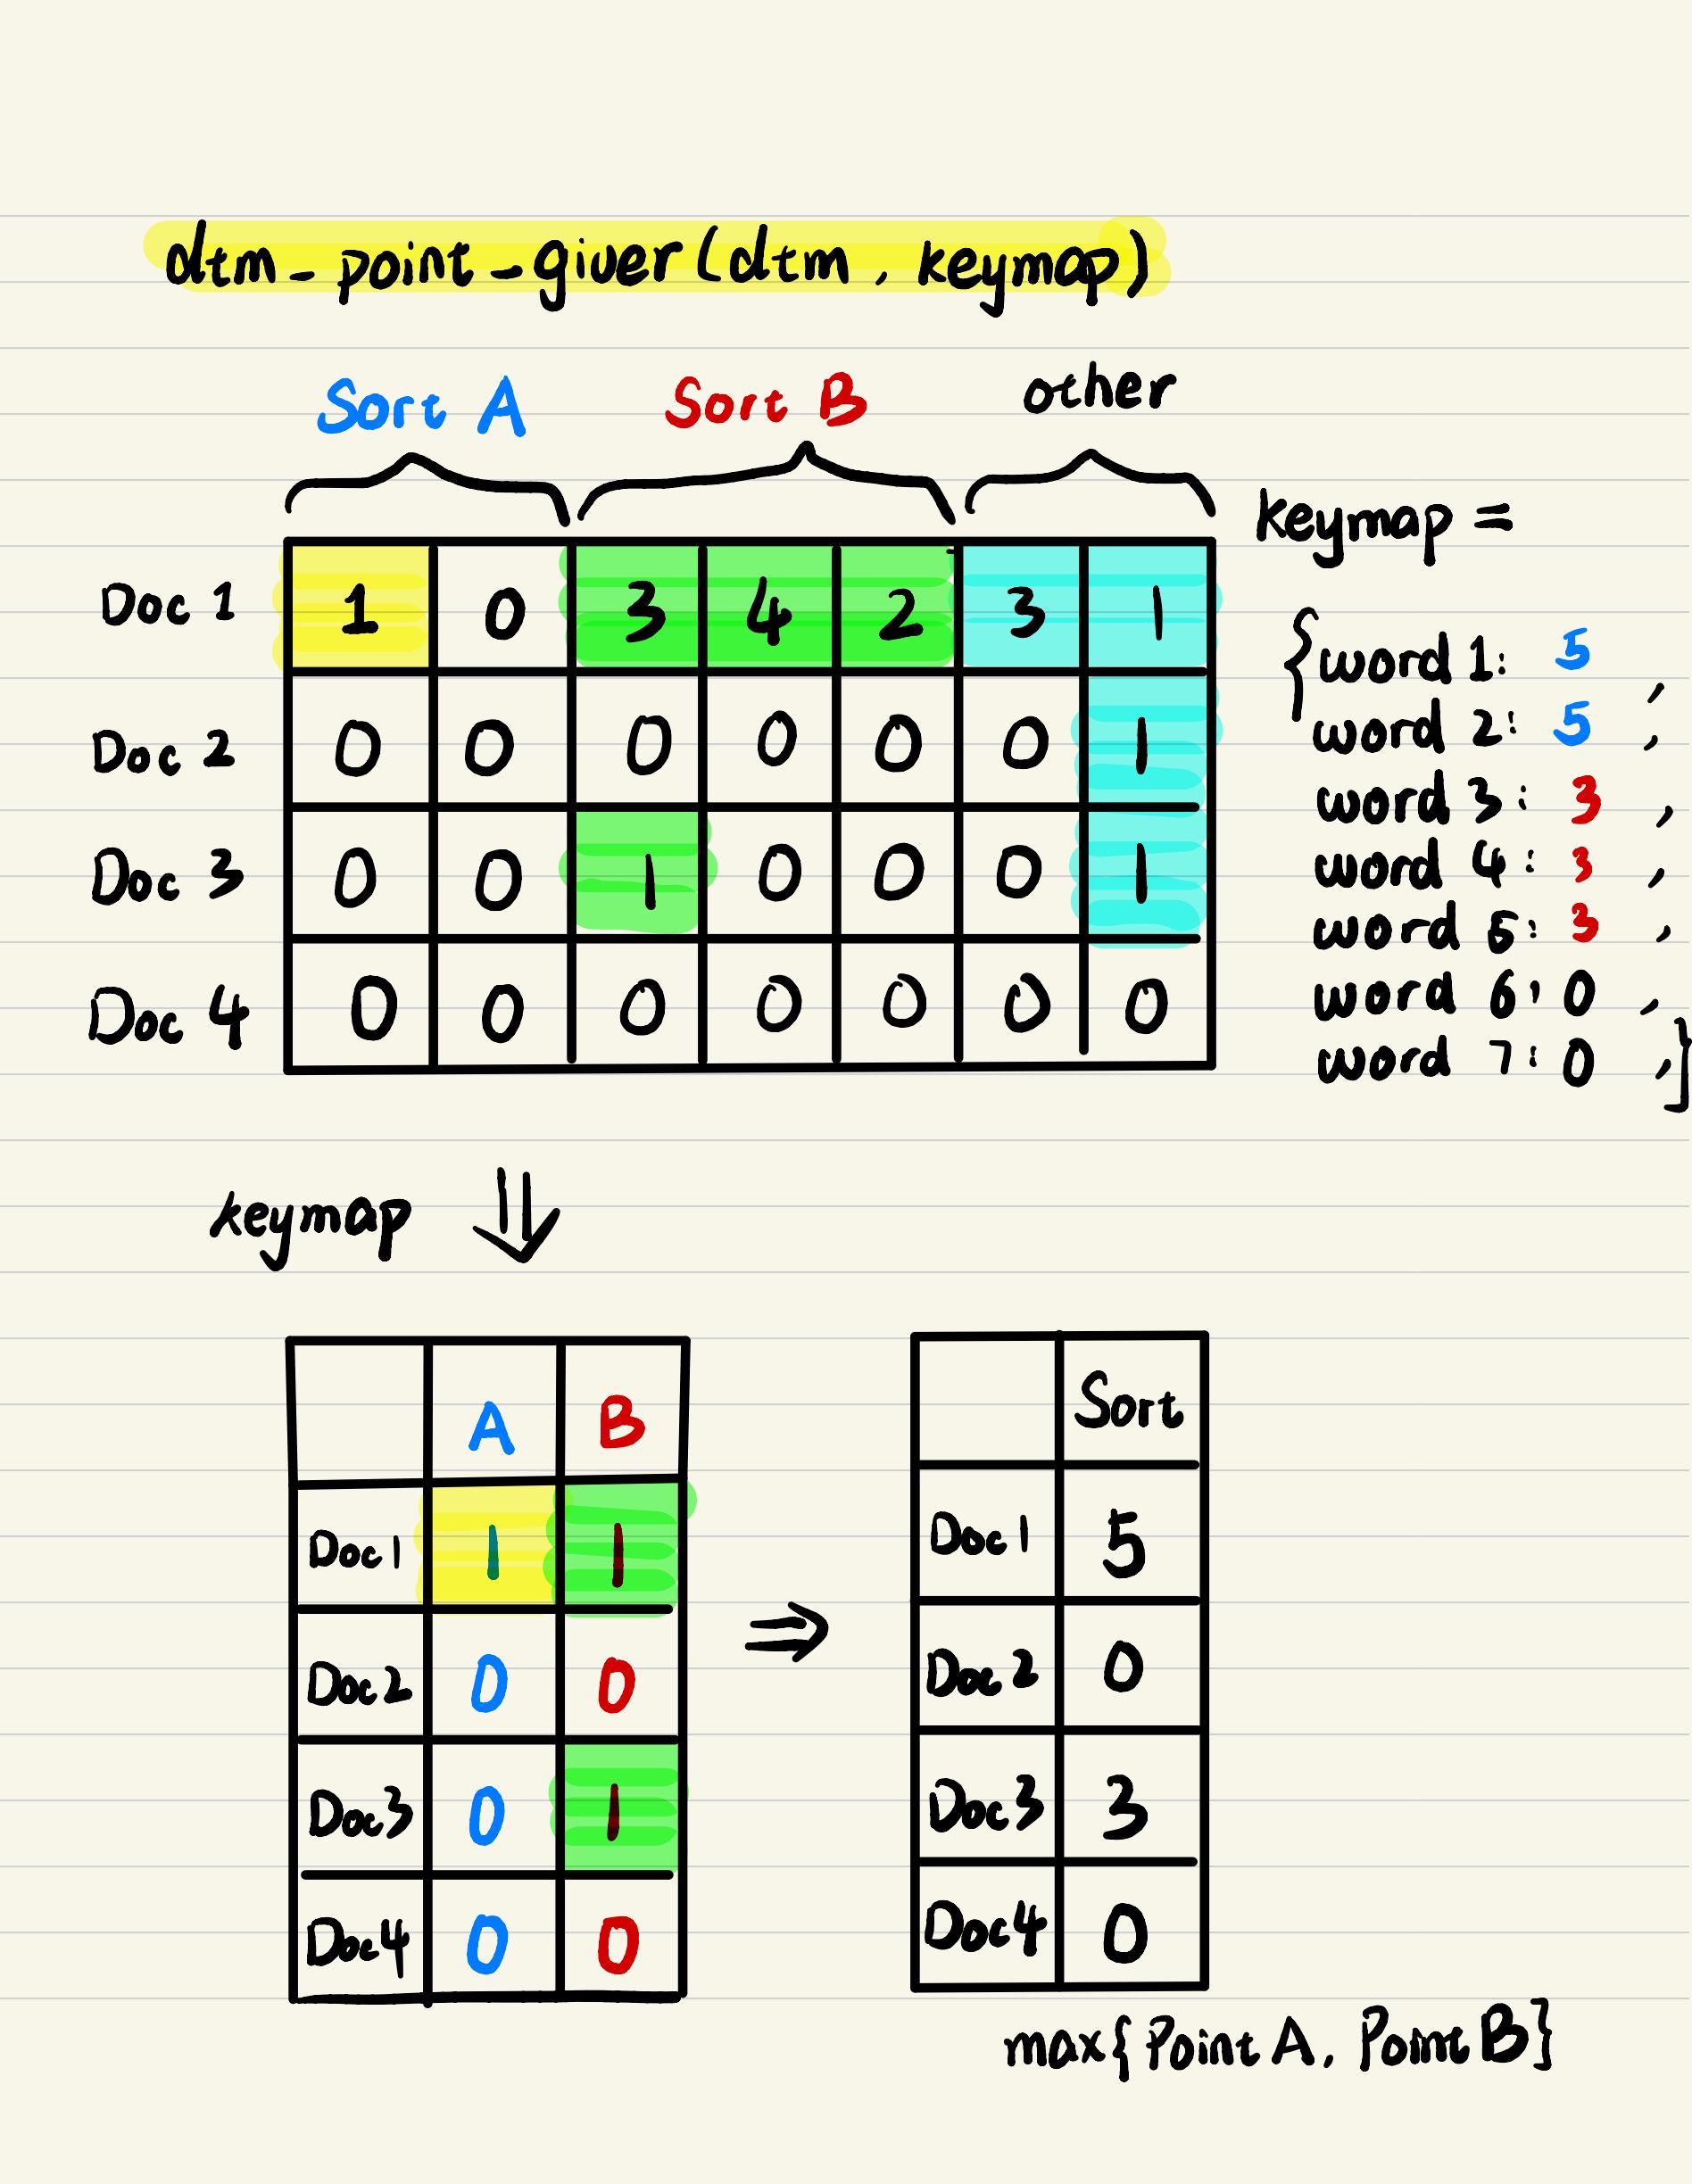 dtm_point_giver(dtm, keymap)
Sort A Sort B other
keymap =
Doc 1 1 0 3 4 2 3 1
{word 1: 5 ,
Doc 2 0 0 0 0 0 0 1
word 2: 5 ,
word 3: 3 ,
Doc 3 0 0 1 0 0 0 1
word 4: 3 ,
word 5: 3 ,
Doc 4 0 0 0 0 0 0 0
word 6: 0 ,
word 7: 0 ,}
keymap ⇓
A B
Doc1 1 1
Doc2 0 0
Doc3 0 1
Doc4 0 0
⇒
Sort
Doc1 5
Doc2 0
Doc3 3
Doc4 0
max{Point A, Point B}